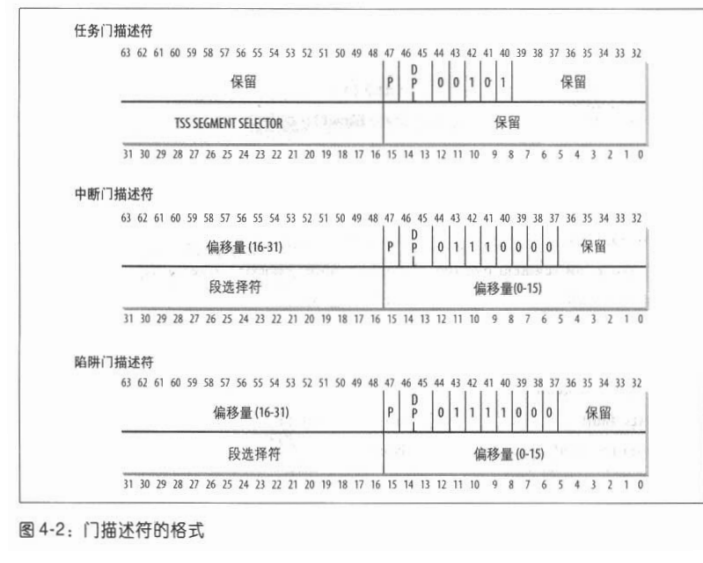 任务门描述符
63 62 61 60 59 58 57 56 55 54 53 52 51 50 49 48 47 46 45 44 43 42 41 40 39 38 37 36 35 34 33 32
保留 P DPL 0 0 1 0 1 保留
TSS SEGMENT SELECTOR 保留
31 30 29 28 27 26 25 24 23 22 21 20 19 18 17 16 15 14 13 12 11 10 9 8 7 6 5 4 3 2 1 0
中断门描述符
63 62 61 60 59 58 57 56 55 54 53 52 51 50 49 48 47 46 45 44 43 42 41 40 39 38 37 36 35 34 33 32
偏移量 (16-31) P DPL 0 1 1 1 0 0 0 0 保留
段选择符 偏移量(0-15)
31 30 29 28 27 26 25 24 23 22 21 20 19 18 17 16 15 14 13 12 11 10 9 8 7 6 5 4 3 2 1 0
陷阱门描述符
63 62 61 60 59 58 57 56 55 54 53 52 51 50 49 48 47 46 45 44 43 42 41 40 39 38 37 36 35 34 33 32
偏移量 (16-31) P DPL 0 1 1 1 1 0 0 0 保留
段选择符 偏移量 (0-15)
31 30 29 28 27 26 25 24 23 22 21 20 19 18 17 16 15 14 13 12 11 10 9 8 7 6 5 4 3 2 1 0
图 4-2：门描述符的格式